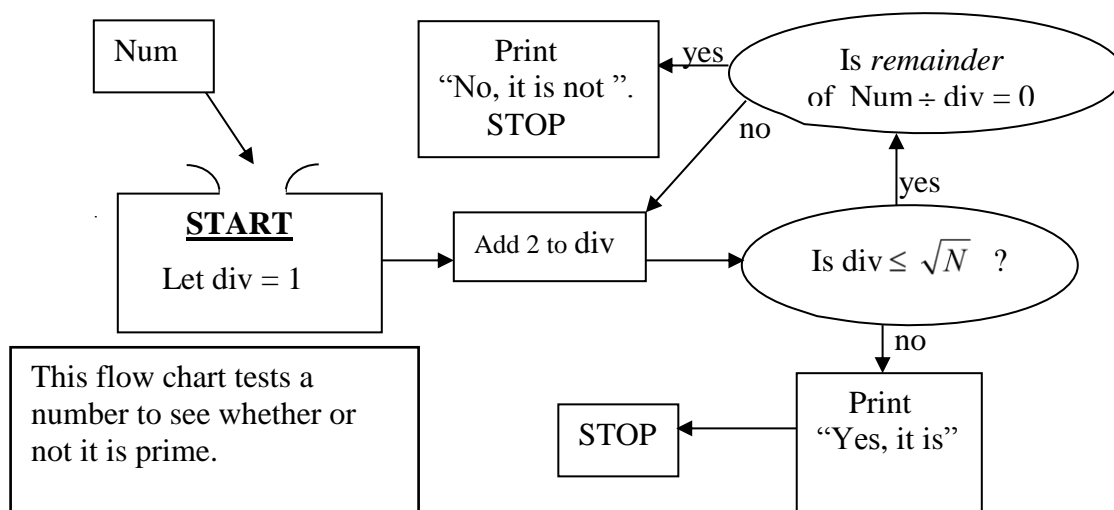 Num
START
Let div = 1
Add 2 to div
Is div ≤ √N ?
yes
Is remainder
of Num ÷ div = 0
yes
Print
“No, it is not ”.
STOP
no
no
Print
“Yes, it is”
STOP
This flow chart tests a
number to see whether or
not it is prime.